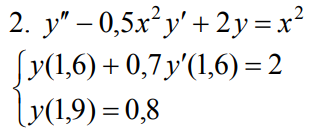 2. y″ − 0,5x²y′ + 2y = x²
{y(1,6) + 0,7y′(1,6) = 2
y(1,9) = 0,8